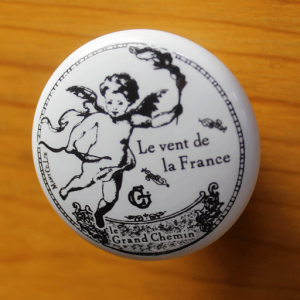 Le vent de
la France
G
le
Grand Chemin